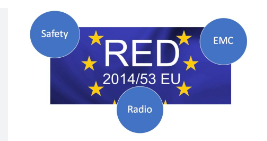 Safety
EMC
RED
2014/53 EU
Radio